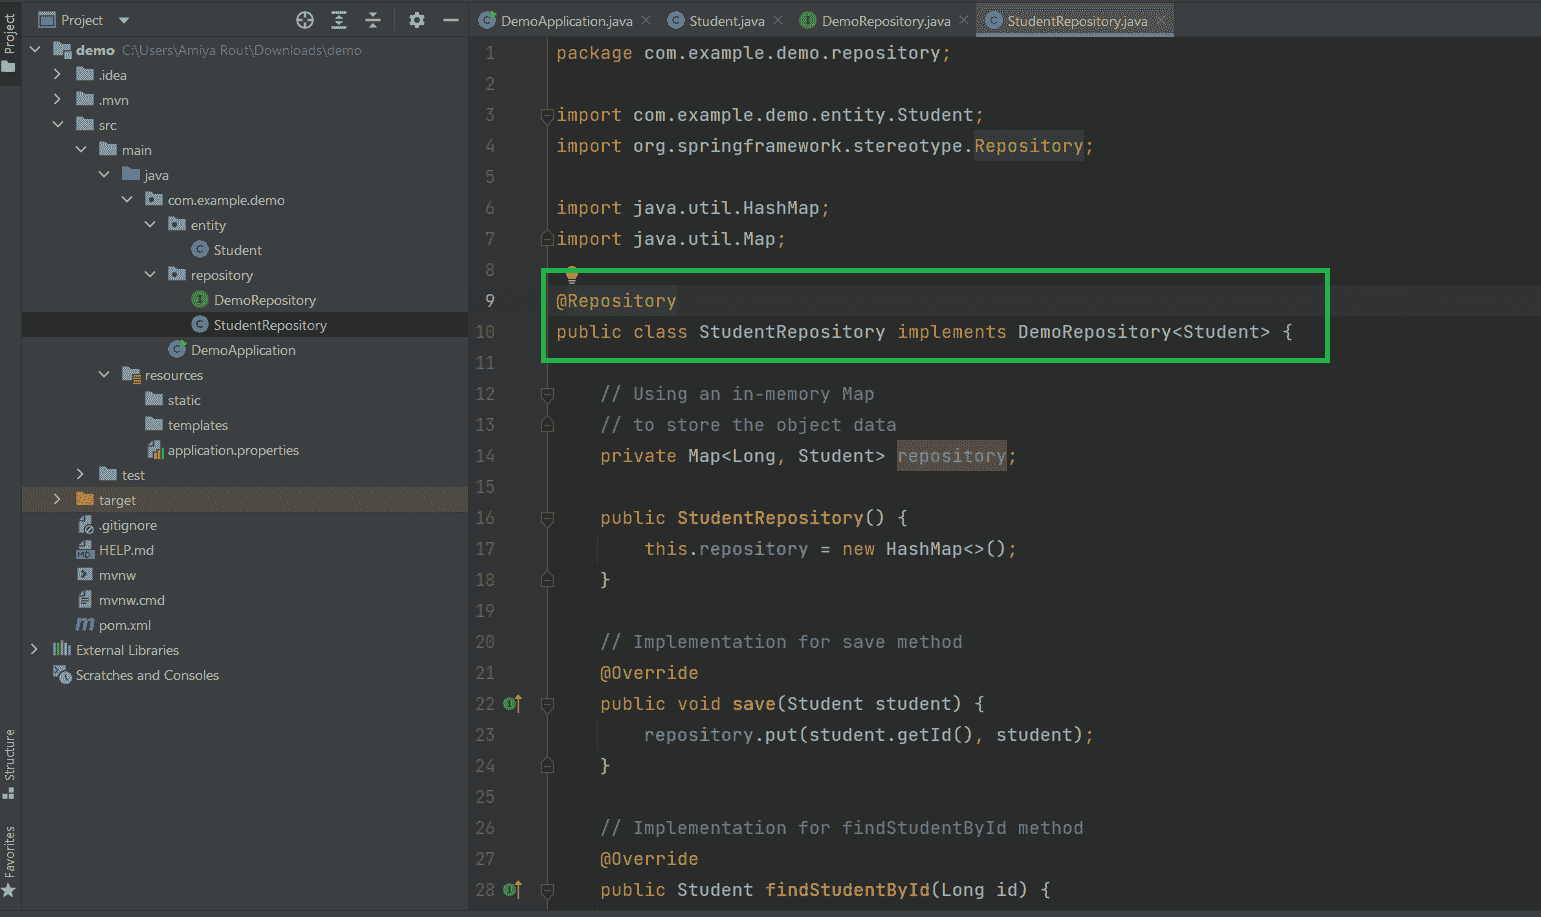 Project
Project
DemoApplication.java
Student.java
DemoRepository.java
StudentRepository.java
demo C:\Users\Amiya Rout\Downloads\demo
.idea
.mvn
src
main
java
com.example.demo
entity
Student
repository
DemoRepository
StudentRepository
DemoApplication
resources
static
templates
application.properties
test
target
.gitignore
HELP.md
mvnw
mvnw.cmd
pom.xml
External Libraries
Scratches and Consoles
Structure
Favorites
1 package com.example.demo.repository;
2
3 import com.example.demo.entity.Student;
4 import org.springframework.stereotype.Repository;
5
6 import java.util.HashMap;
7 import java.util.Map;
8
9 @Repository
10 public class StudentRepository implements DemoRepository<Student> {
11
12 // Using an in-memory Map
13 // to store the object data
14 private Map<Long, Student> repository;
15
16 public StudentRepository() {
17 this.repository = new HashMap<>();
18 }
19
20 // Implementation for save method
21 @Override
22 public void save(Student student) {
23 repository.put(student.getId(), student);
24 }
25
26 // Implementation for findStudentById method
27 @Override
28 public Student findStudentById(Long id) {